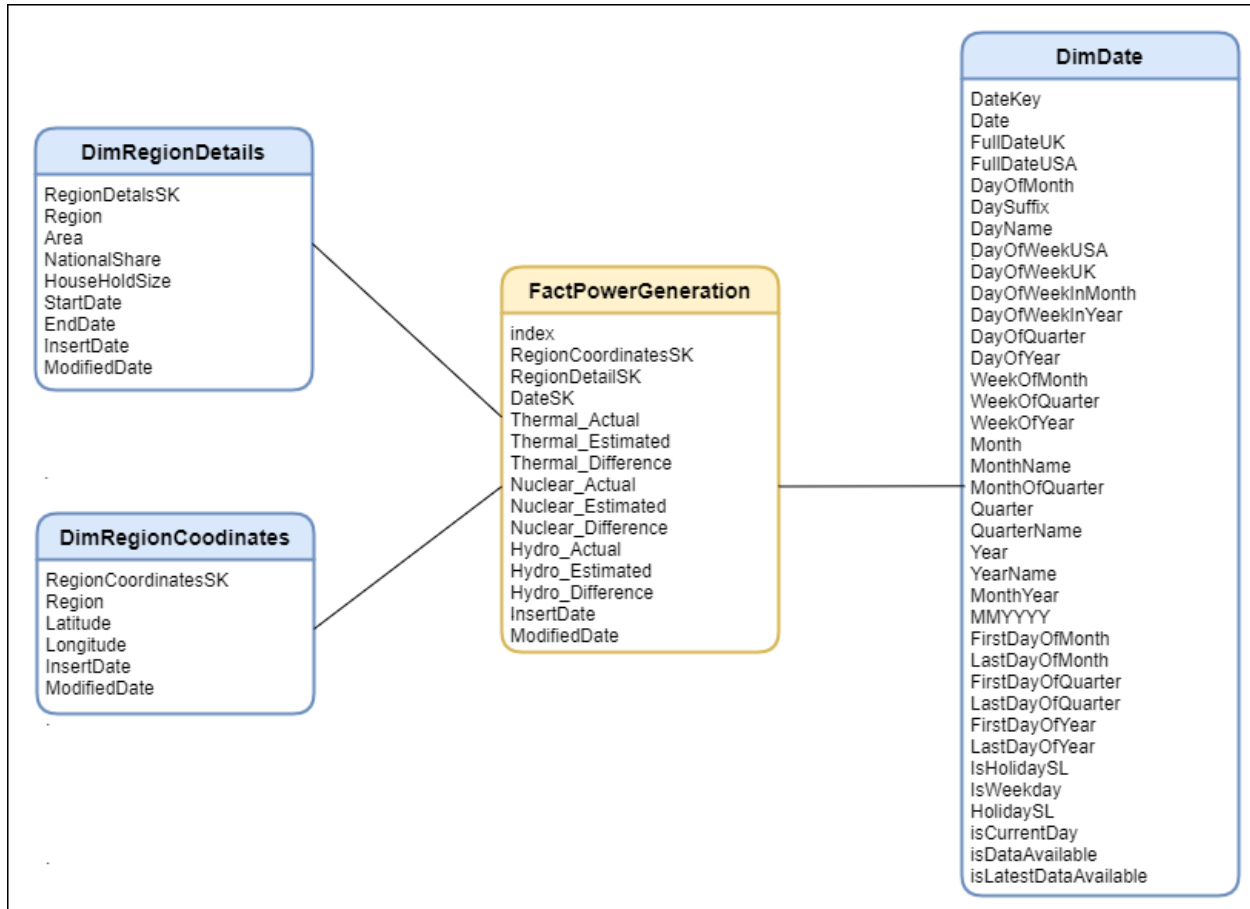 DimRegionDetails
RegionDetalsSK
Region
Area
NationalShare
HouseHoldSize
StartDate
EndDate
InsertDate
ModifiedDate
DimRegionCoodinates
RegionCoordinatesSK
Region
Latitude
Longitude
InsertDate
ModifiedDate
FactPowerGeneration
index
RegionCoordinatesSK
RegionDetailSK
DateSK
Thermal_Actual
Thermal_Estimated
Thermal_Difference
Nuclear_Actual
Nuclear_Estimated
Nuclear_Difference
Hydro_Actual
Hydro_Estimated
Hydro_Difference
InsertDate
ModifiedDate
DimDate
DateKey
Date
FullDateUK
FullDateUSA
DayOfMonth
DaySuffix
DayName
DayOfWeekUSA
DayOfWeekUK
DayOfWeekInMonth
DayOfWeekInYear
DayOfQuarter
DayOfYear
WeekOfMonth
WeekOfQuarter
WeekOfYear
Month
MonthName
MonthOfQuarter
Quarter
QuarterName
Year
YearName
MonthYear
MMYYYY
FirstDayOfMonth
LastDayOfMonth
FirstDayOfQuarter
LastDayOfQuarter
FirstDayOfYear
LastDayOfYear
IsHolidaySL
IsWeekday
HolidaySL
isCurrentDay
isDataAvailable
isLatestDataAvailable